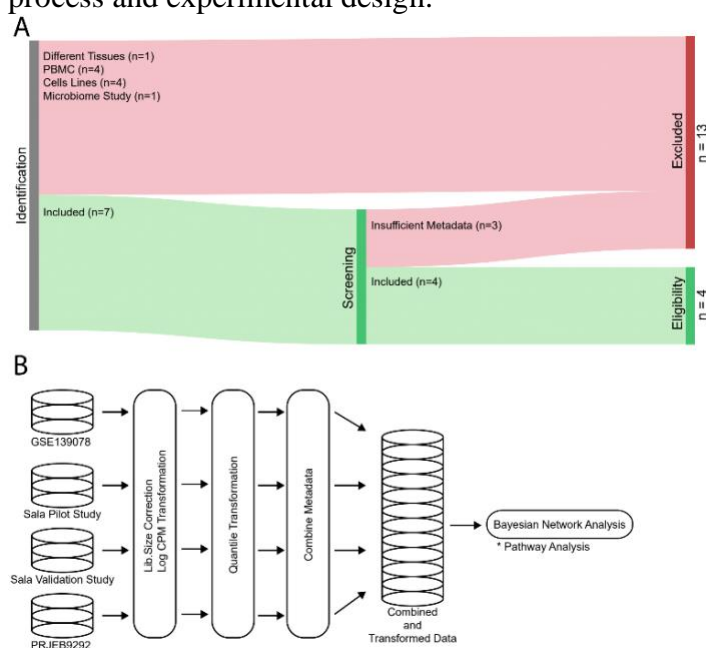 process and experimental design.
A
Different Tissues (n=1)
PBMC (n=4)
Cells Lines (n=4)
Microbiome Study (n=1)
Identification
Included (n=7)
Screening
Insufficient Metadata (n=3)
Included (n=4)
Excluded
n = 13
Eligibility
n = 4
B
GSE139078
Sala Pilot Study
Sala Validation Study
PRJEB9292
Lib.Size Correction
Log CPM Transformation
Quantile Transformation
Combine Metadata
Combined
and
Transformed Data
Bayesian Network Analysis
* Pathway Analysis